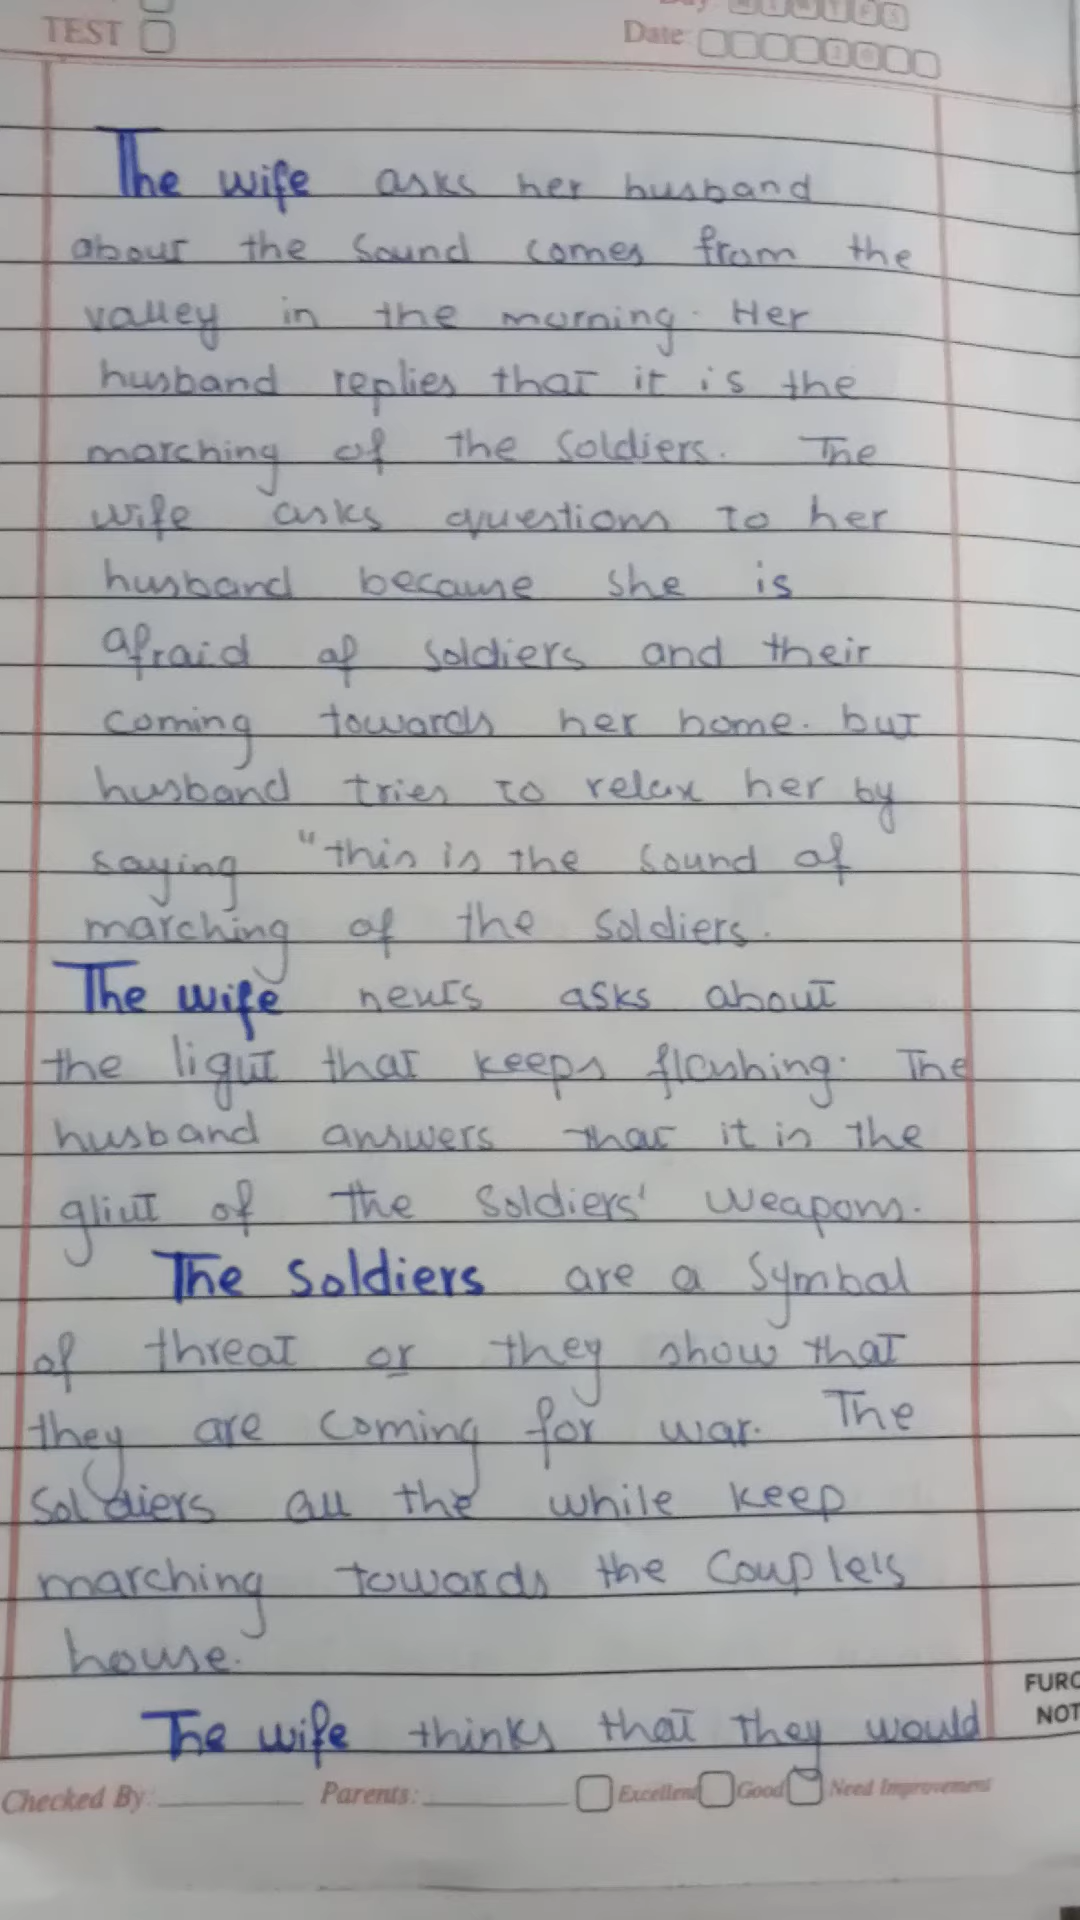 TEST
Date:
The wife asks her husband
about the sound comes from the
valley in the morning. Her
husband replies that it is the
marching of the soldiers. The
wife asks questions to her
husband because she is
afraid of soldiers and their
coming towards her home. but
husband tries to relax her by
saying "this is the sound of
marching of the soldiers.
The wife asks about
the light that keeps flashing. The
husband answers that it is the
glint of the soldiers' weapons.
The Soldiers are a symbol
of threat or they show that
they are coming for war. The
soldiers all the while keep
marching towards the couple's
house.
The wife thinks that they would
FURO
NOT
Checked By: Parents: Excellent Good Need Improvement